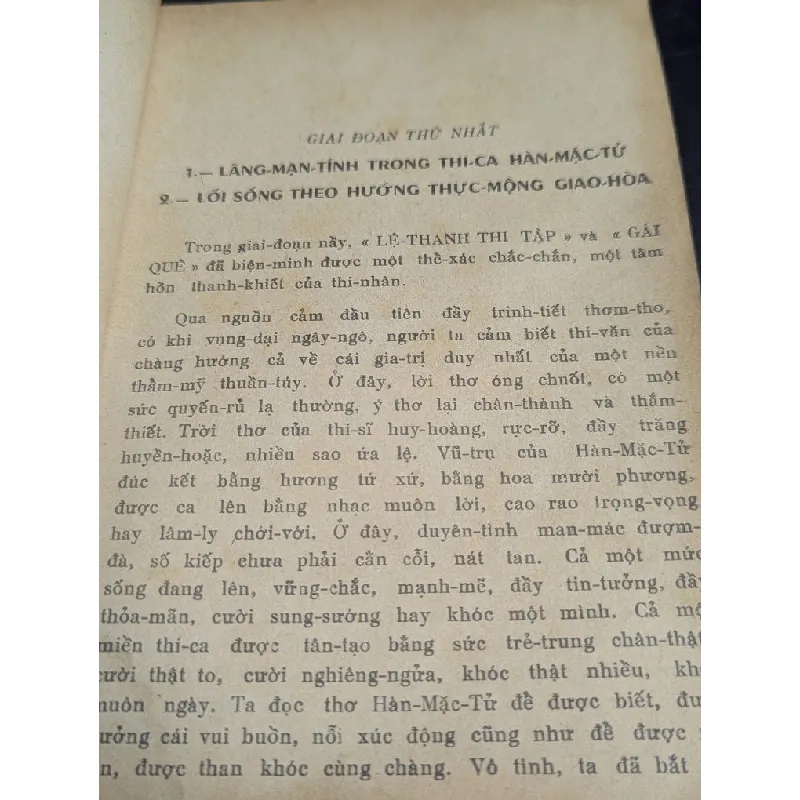 GIAI ĐOẠN THỨ NHẤT
1.— LÃNG-MẠN-TÍNH TRONG THI-CA HÀN-MẶC-TỬ
2.— LỐI SỐNG THEO HƯỚNG THỰC-MỘNG GIAO-HÒA
Trong giai-đoạn nầy, « LỆ-THANH THI TẬP » và « GÁI
QUÊ » đã biện-minh được một thể-xác chắc-chắn, một tâm
hồn thanh-khiết của thi-nhân.
Qua nguồn cảm đầu tiên đầy trinh-tiết thơm-tho,
có khi vụng-dại ngây-ngô, người ta cảm biết thi-văn của
chàng hướng cả về cái gia-trị duy nhất của một nền
thẩm-mỹ thuần-túy. Ở đây, lời thơ óng chuốt, có một
sức quyến-rủ lạ thường, ý thơ lại chân-thành và thắm-
thiết. Trời thơ của thi-sĩ huy-hoàng, rực-rỡ, đầy trăng
huyền-hoặc, nhiều sao ứa lệ. Vũ-trụ của Hàn-Mặc-Tử
đúc kết bằng hương tứ xứ, bằng hoa mười phương,
được ca lên bằng nhạc muôn lời, cao rao trọng-vọng
hay lâm-ly chới-với. Ở đây, duyên-tình man-mác đượm-
đà, số kiếp chưa phải cằn cỗi, nát tan. Cả một mức
sống đang lên, vững-chắc, mạnh-mẽ, đầy tin-tưởng, đầy
thỏa-mãn, cười sung-sướng hay khóc một mình. Cả mộ
miền thi-ca được tân-tạo bằng sức trẻ-trung chân-thật
cười thật to, cười nghiêng-ngửa, khóc thật nhiều, kh
muôn ngày. Ta đọc thơ Hàn-Mặc-Tử để được biết, đư
ưởng cái vui buồn, nỗi xúc động cũng như để được
n, được than khóc cùng chàng. Vô tình, ta đã bắt